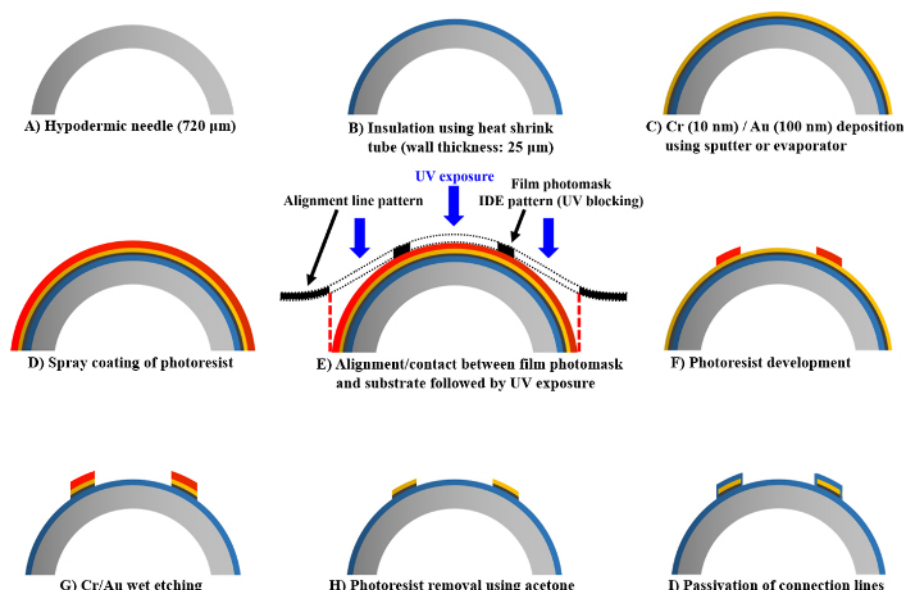 A) Hypodermic needle (720 μm)
B) Insulation using heat shrink
tube (wall thickness: 25 μm)
C) Cr (10 nm) / Au (100 nm) deposition
using sputter or evaporator
UV exposure
Alignment line pattern
Film photomask
IDE pattern (UV blocking)
D) Spray coating of photoresist
E) Alignment/contact between film photomask
and substrate followed by UV exposure
F) Photoresist development
G) Cr/Au wet etching
H) Photoresist removal using acetone
I) Passivation of connection lines